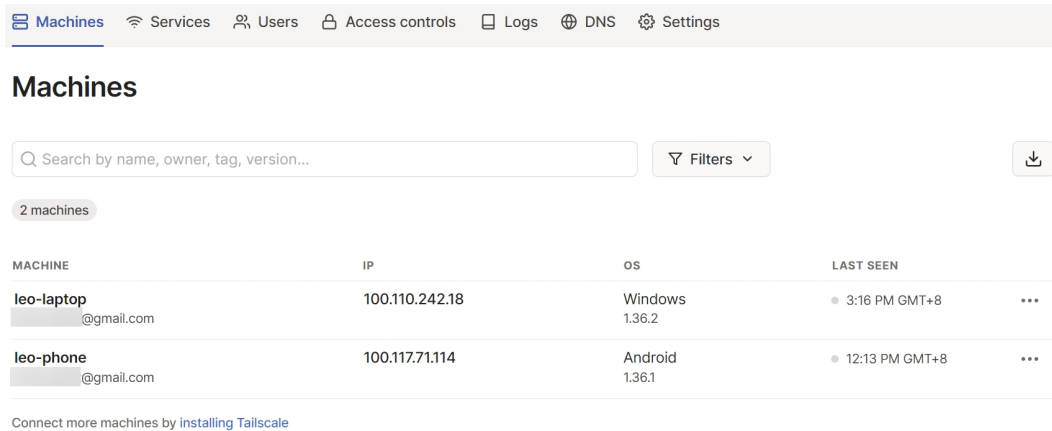 Machines Services Users Access controls Logs DNS Settings
Machines
Search by name, owner, tag, version...
Filters
2 machines
MACHINE IP OS LAST SEEN
leo-laptop 100.110.242.18 Windows 3:16 PM GMT+8
@gmail.com 1.36.2
leo-phone 100.117.71.114 Android 12:13 PM GMT+8
@gmail.com 1.36.1
Connect more machines by installing Tailscale